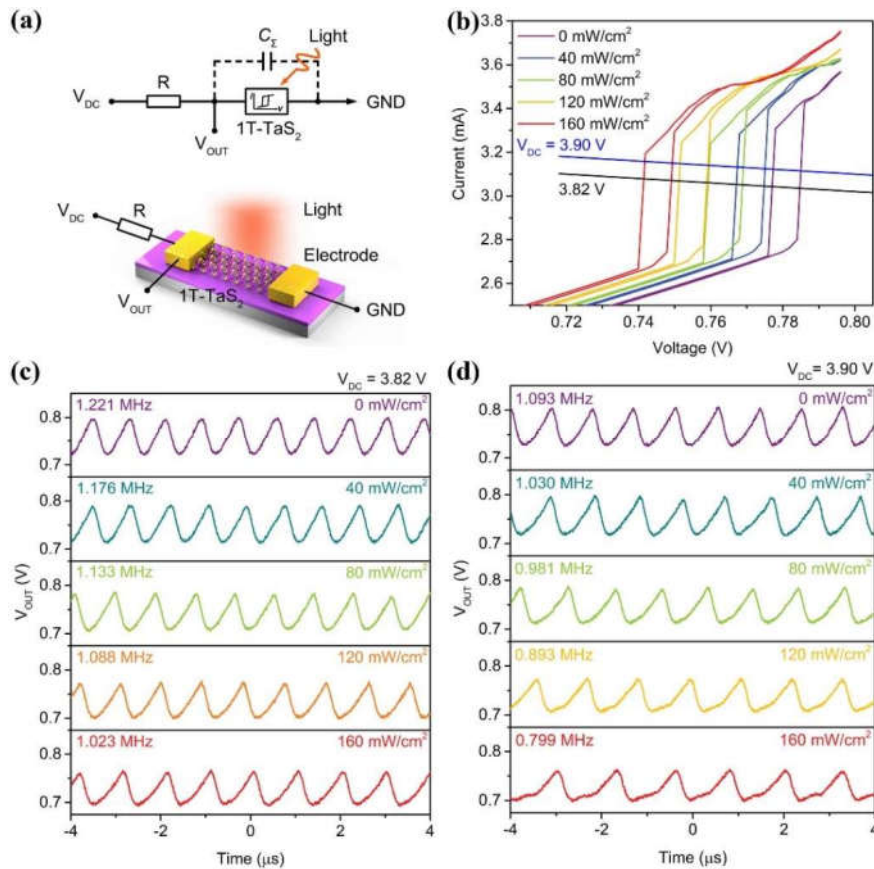 (a)
C_Σ
Light
R
V_DC
GND
1T-TaS₂
V_OUT
V_DC
R
Light
Electrode
1T-TaS₂
V_OUT
GND
(b)
3.8
3.6
3.4
3.2
3.0
2.8
2.6
Current (mA)
0 mW/cm²
40 mW/cm²
80 mW/cm²
120 mW/cm²
160 mW/cm²
V_DC = 3.90 V
3.82 V
0.72 0.74 0.76 0.78 0.80
Voltage (V)
(c)
V_DC = 3.82 V
1.221 MHz 0 mW/cm²
1.176 MHz 40 mW/cm²
1.133 MHz 80 mW/cm²
1.088 MHz 120 mW/cm²
1.023 MHz 160 mW/cm²
0.8
0.7
0.8
0.7
0.8
0.7
0.8
0.7
0.8
0.7
V_OUT (V)
-4 -2 0 2 4
Time (μs)
(d)
V_DC = 3.90 V
1.093 MHz 0 mW/cm²
1.030 MHz 40 mW/cm²
0.981 MHz 80 mW/cm²
0.893 MHz 120 mW/cm²
0.799 MHz 160 mW/cm²
0.8
0.7
0.8
0.7
0.8
0.7
0.8
0.7
0.8
0.7
V_OUT (V)
-4 -2 0 2 4
Time (μs)